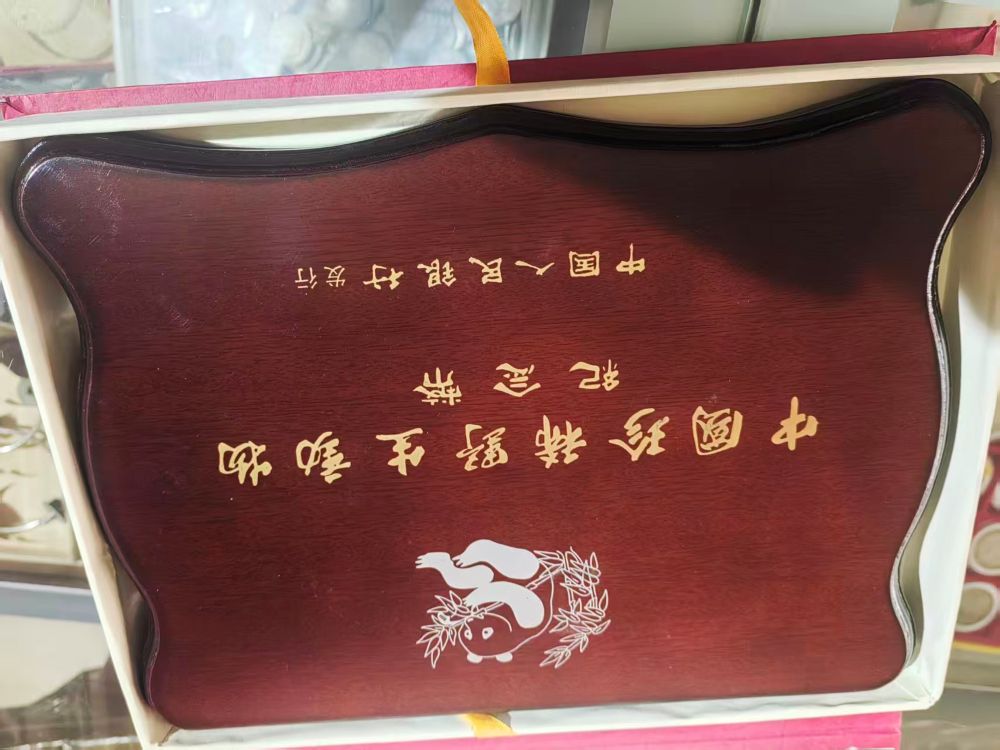 中國珍稀野生動物
紀念幣
中国人民银行发行